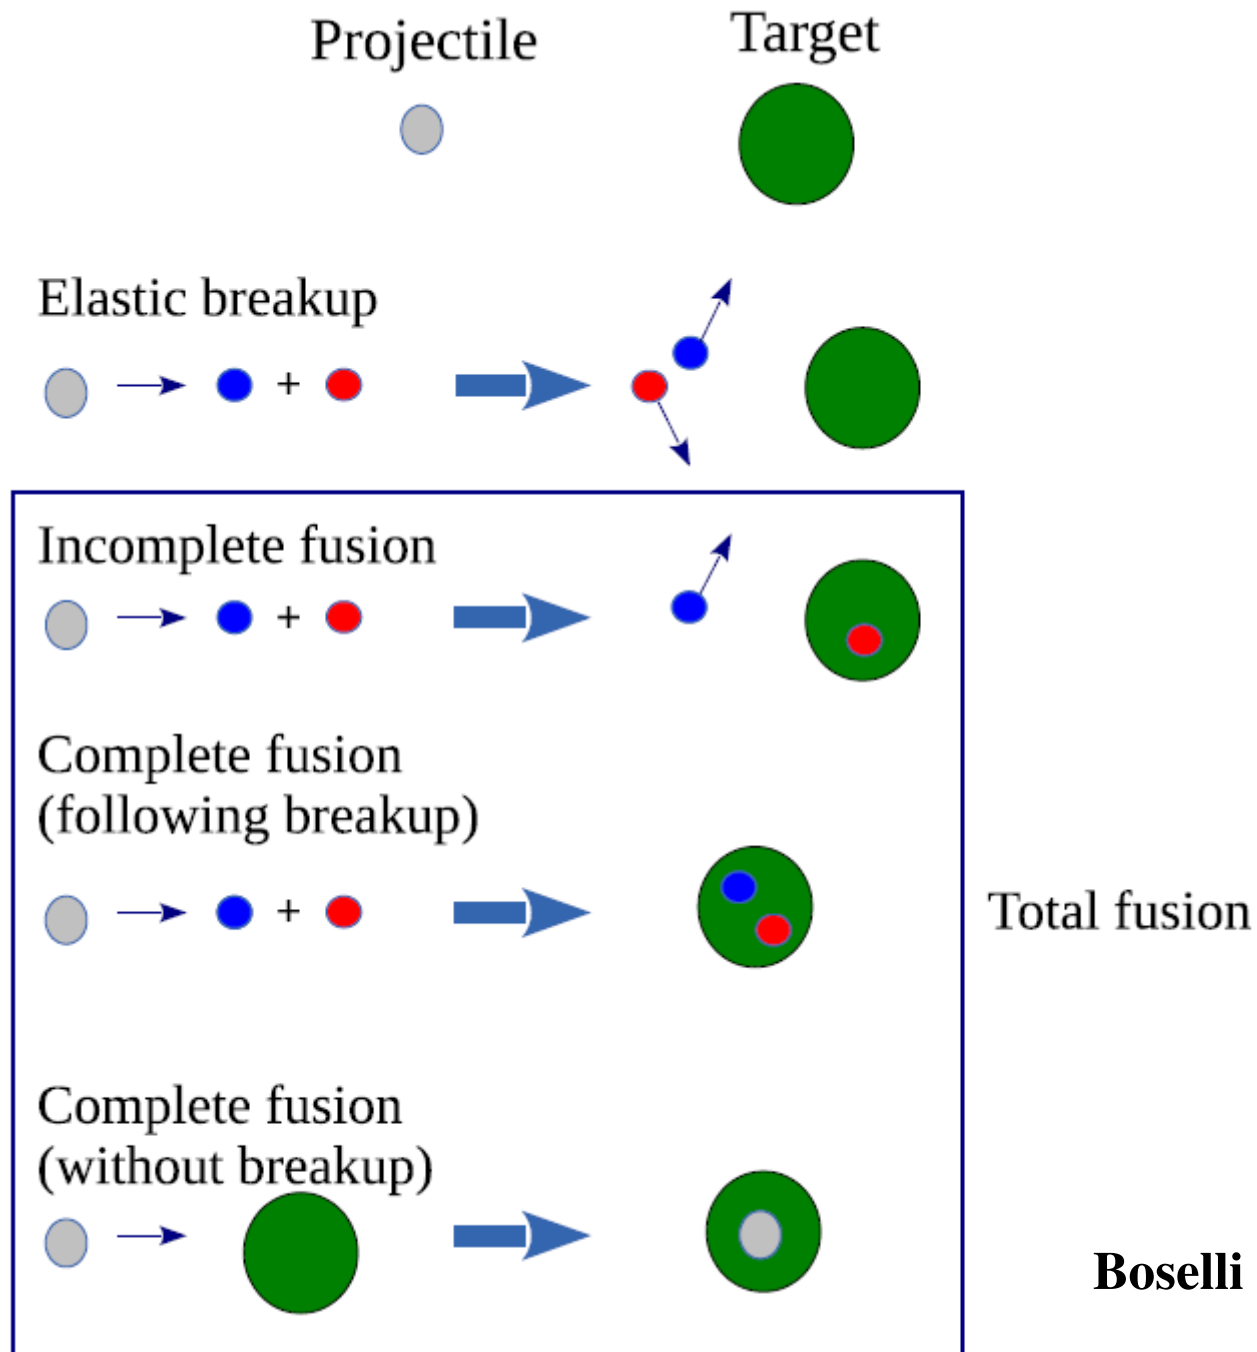 Projectile
Target
Elastic breakup
+
Incomplete fusion
+
Complete fusion
(following breakup)
+
Total fusion
Complete fusion
(without breakup)
Boselli